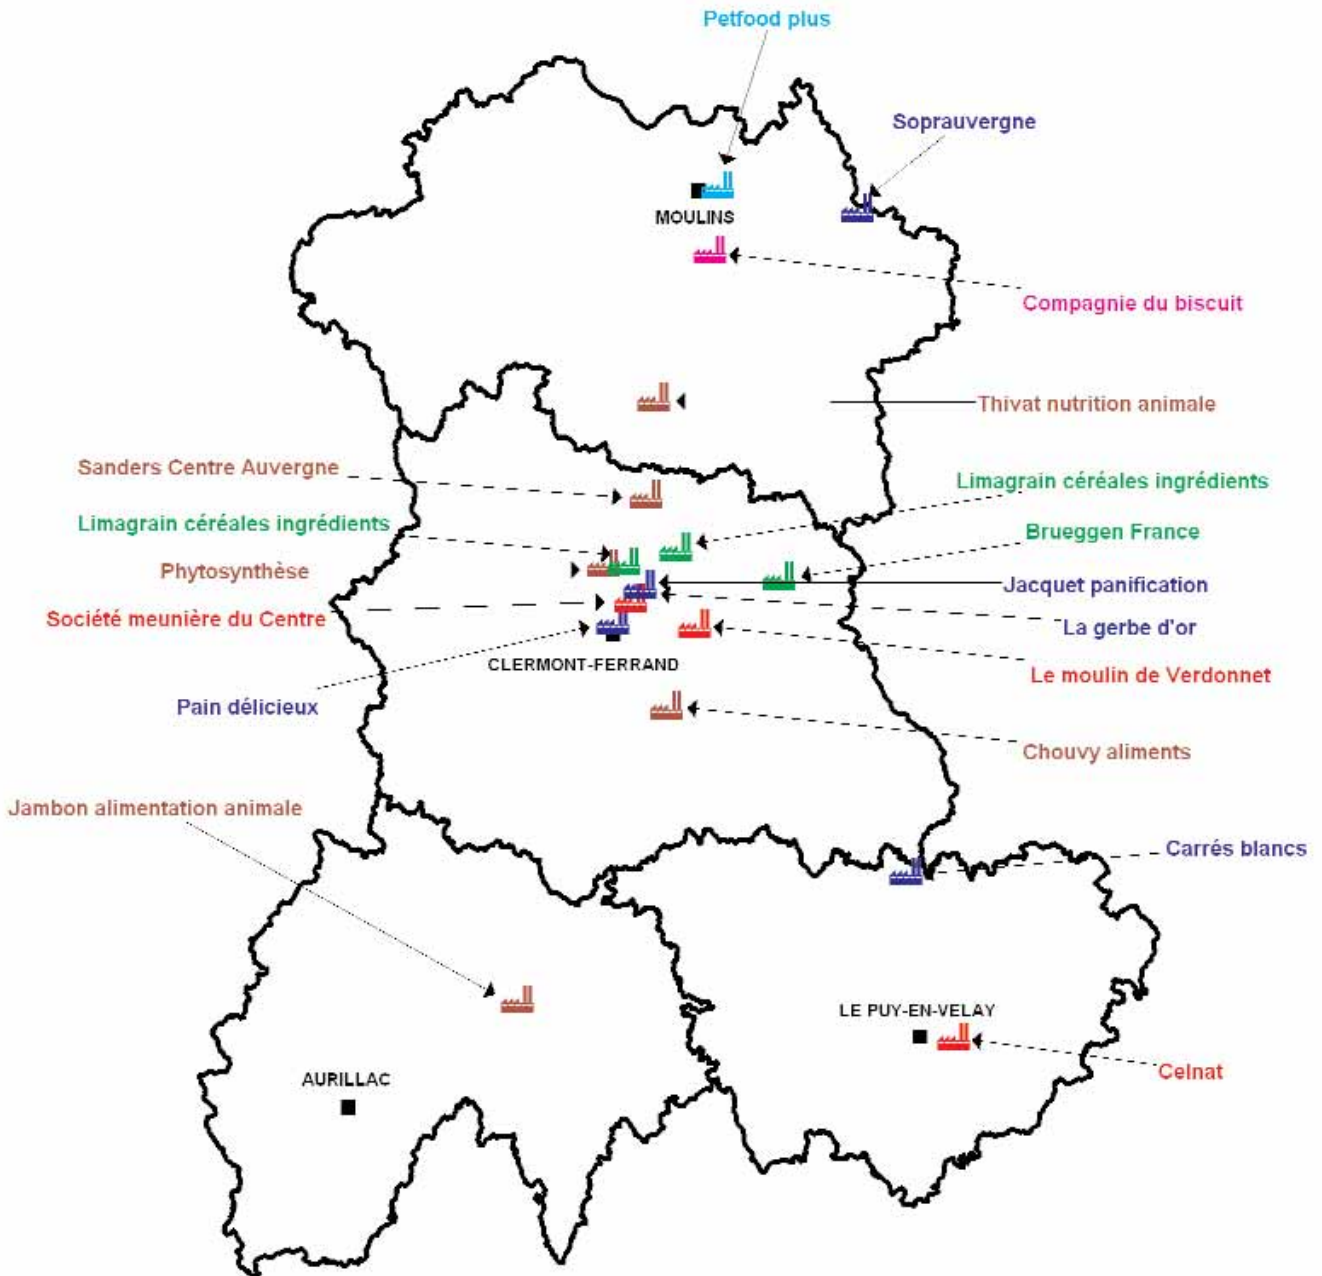 Petfood plus
Soprauvergne
MOULINS
Compagnie du biscuit
Thivat nutrition animale
Sanders Centre Auvergne
Limagrain céréales ingrédients
Limagrain céréales ingrédients
Brueggen France
Phytosynthèse
Jacquet panification
Société meunière du Centre
La gerbe d'or
CLERMONT-FERRAND
Le moulin de Verdonnet
Pain délicieux
Chouvy aliments
Jambon alimentation animale
Carrés blancs
LE PUY-EN-VELAY
Celnat
AURILLAC